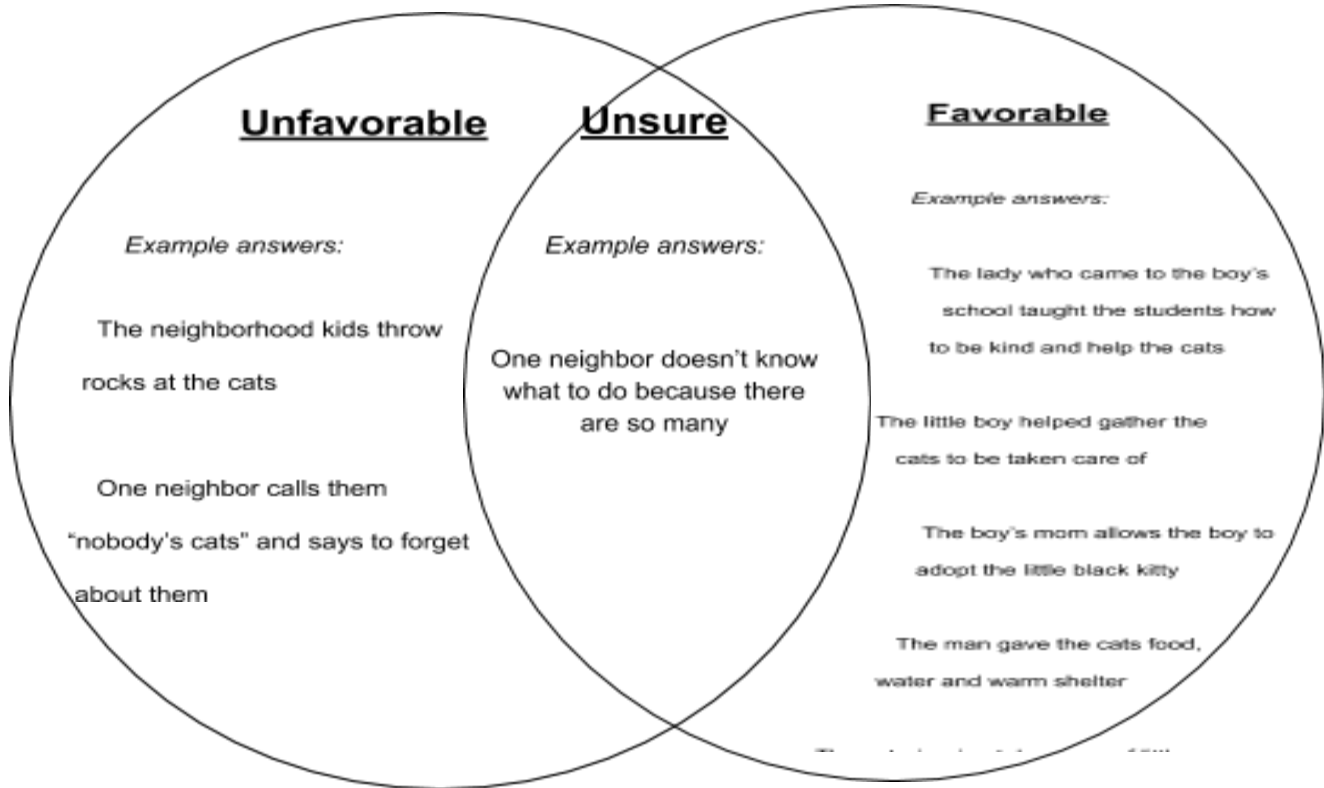 Unfavorable
Example answers:
The neighborhood kids throw
rocks at the cats
One neighbor calls them
“nobody’s cats” and says to forget
about them
Unsure
Example answers:
One neighbor doesn’t know
what to do because there
are so many
Favorable
Example answers:
The lady who came to the boy’s
school taught the students how
to be kind and help the cats
The little boy helped gather the
cats to be taken care of
The boy’s mom allows the boy to
adopt the little black kitty
The man gave the cats food,
water and warm shelter